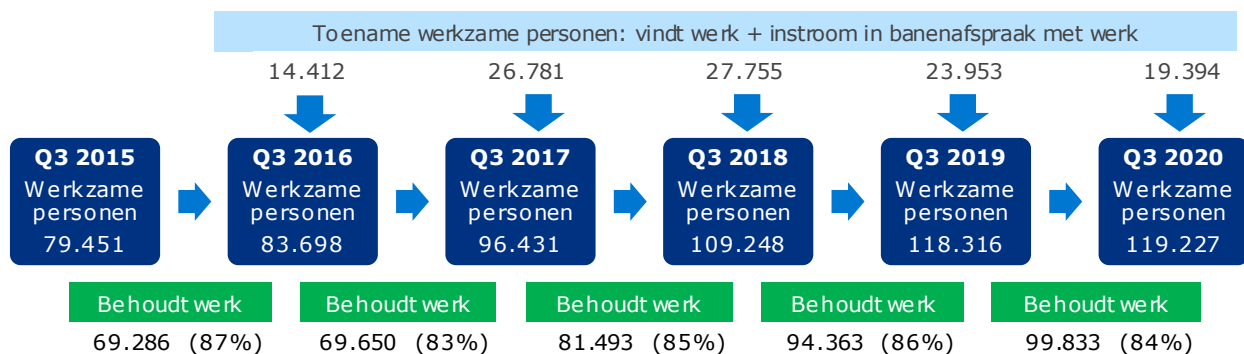 Toename werkzame personen: vindt werk + instroom in banenafspraak met werk
14.412 26.781 27.755 23.953 19.394
Q3 2015 Q3 2016 Q3 2017 Q3 2018 Q3 2019 Q3 2020
Werkzame Werkzame Werkzame Werkzame Werkzame Werkzame
personen personen personen personen personen personen
79.451 83.698 96.431 109.248 118.316 119.227
Behoudt werk Behoudt werk Behoudt werk Behoudt werk Behoudt werk
69.286 (87%) 69.650 (83%) 81.493 (85%) 94.363 (86%) 99.833 (84%)